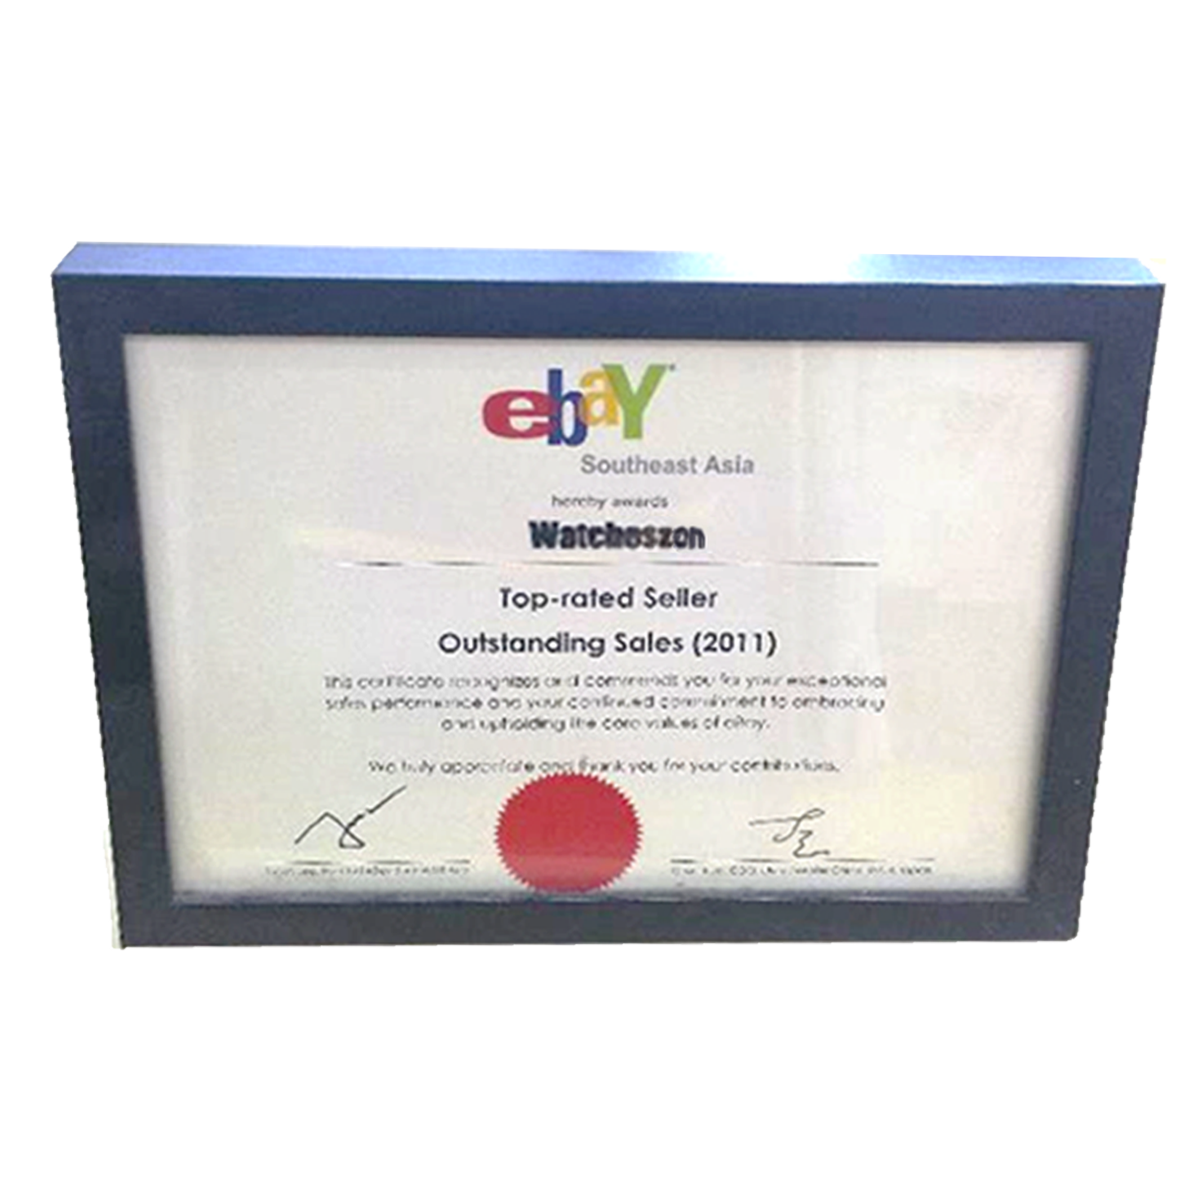 ebaY
Southeast Asia
hereby awards
Watcheszon
Top-rated Seller
Outstanding Sales (2011)
This certificate recognizes and commends you for your exceptional
sales performance and your continued commitment to embracing
and upholding the core values of eBay.
We truly appreciate and thank you for your contributions.